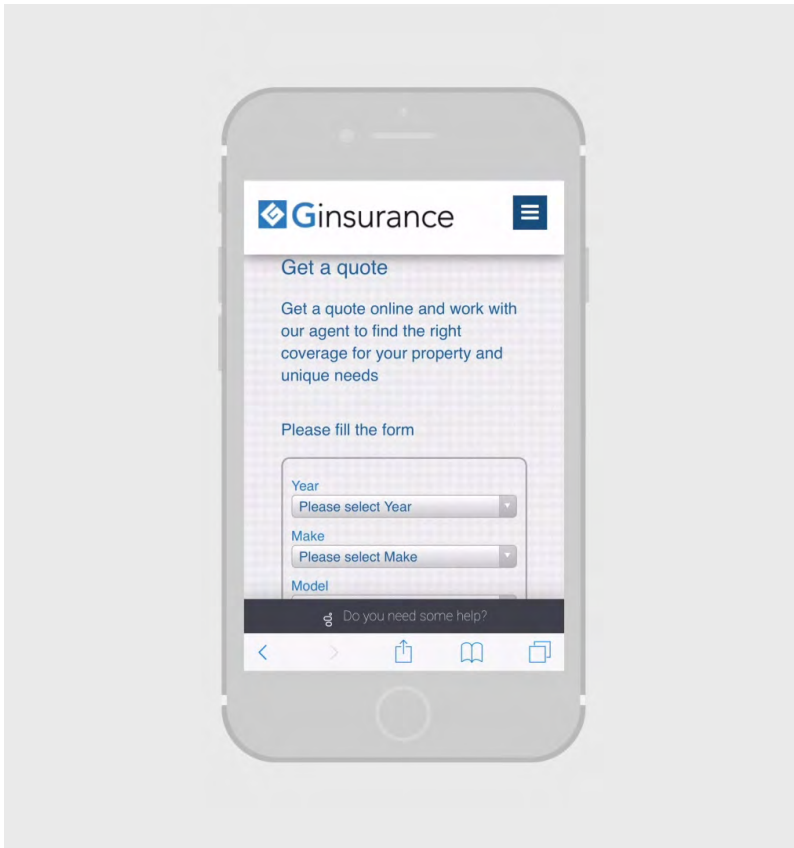 Ginsurance
Get a quote
Get a quote online and work with
our agent to find the right
coverage for your property and
unique needs
Please fill the form
Year
Please select Year
Make
Please select Make
Model
Do you need some help?